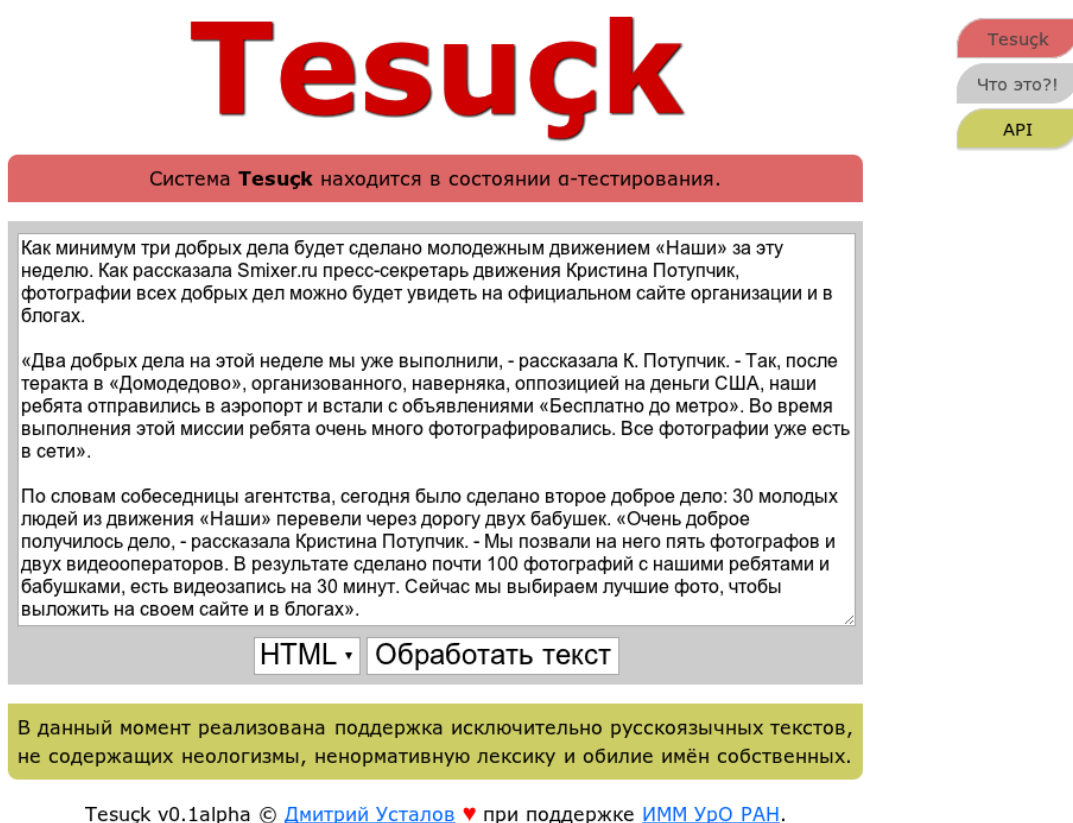 Tesuçk
Tesuçk
Что это?!
API
Система Tesuçk находится в состоянии α-тестирования.
Как минимум три добрых дела будет сделано молодежным движением «Наши» за эту
неделю. Как рассказала Smixer.ru пресс-секретарь движения Кристина Потупчик,
фотографии всех добрых дел можно будет увидеть на официальном сайте организации и в
блогах.
«Два добрых дела на этой неделе мы уже выполнили, - рассказала К. Потупчик. - Так, после
теракта в «Домодедово», организованного, наверняка, оппозицией на деньги США, наши
ребята отправились в аэропорт и встали с объявлениями «Бесплатно до метро». Во время
выполнения этой миссии ребята очень много фотографировались. Все фотографии уже есть
в сети».
По словам собеседницы агентства, сегодня было сделано второе доброе дело: 30 молодых
людей из движения «Наши» перевели через дорогу двух бабушек. «Очень доброе
получилось дело, - рассказала Кристина Потупчик. - Мы позвали на него пять фотографов и
двух видеооператоров. В результате сделано почти 100 фотографий с нашими ребятами и
бабушками, есть видеозапись на 30 минут. Сейчас мы выбираем лучшие фото, чтобы
выложить на своем сайте и в блогах».
HTML Обработать текст
В данный момент реализована поддержка исключительно русскоязычных текстов,
не содержащих неологизмы, ненормативную лексику и обилие имён собственных.
Tesuçk v0.1alpha © Дмитрий Усталов ♥ при поддержке ИММ УрО РАН.